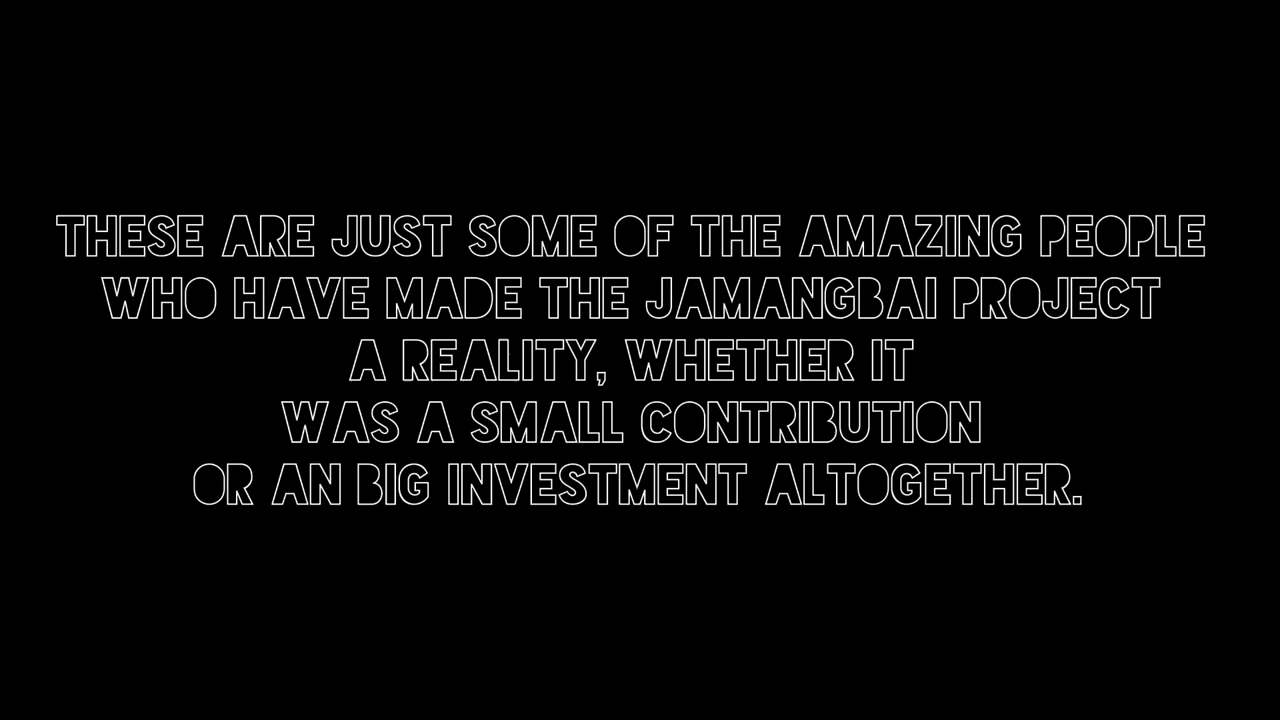 THESE ARE JUST SOME OF THE AMAZING PEOPLE
WHO HAVE MADE THE JAMANGBAI PROJECT
A REALITY, WHETHER IT
WAS A SMALL CONTRIBUTION
OR AN BIG INVESTMENT ALTOGETHER.